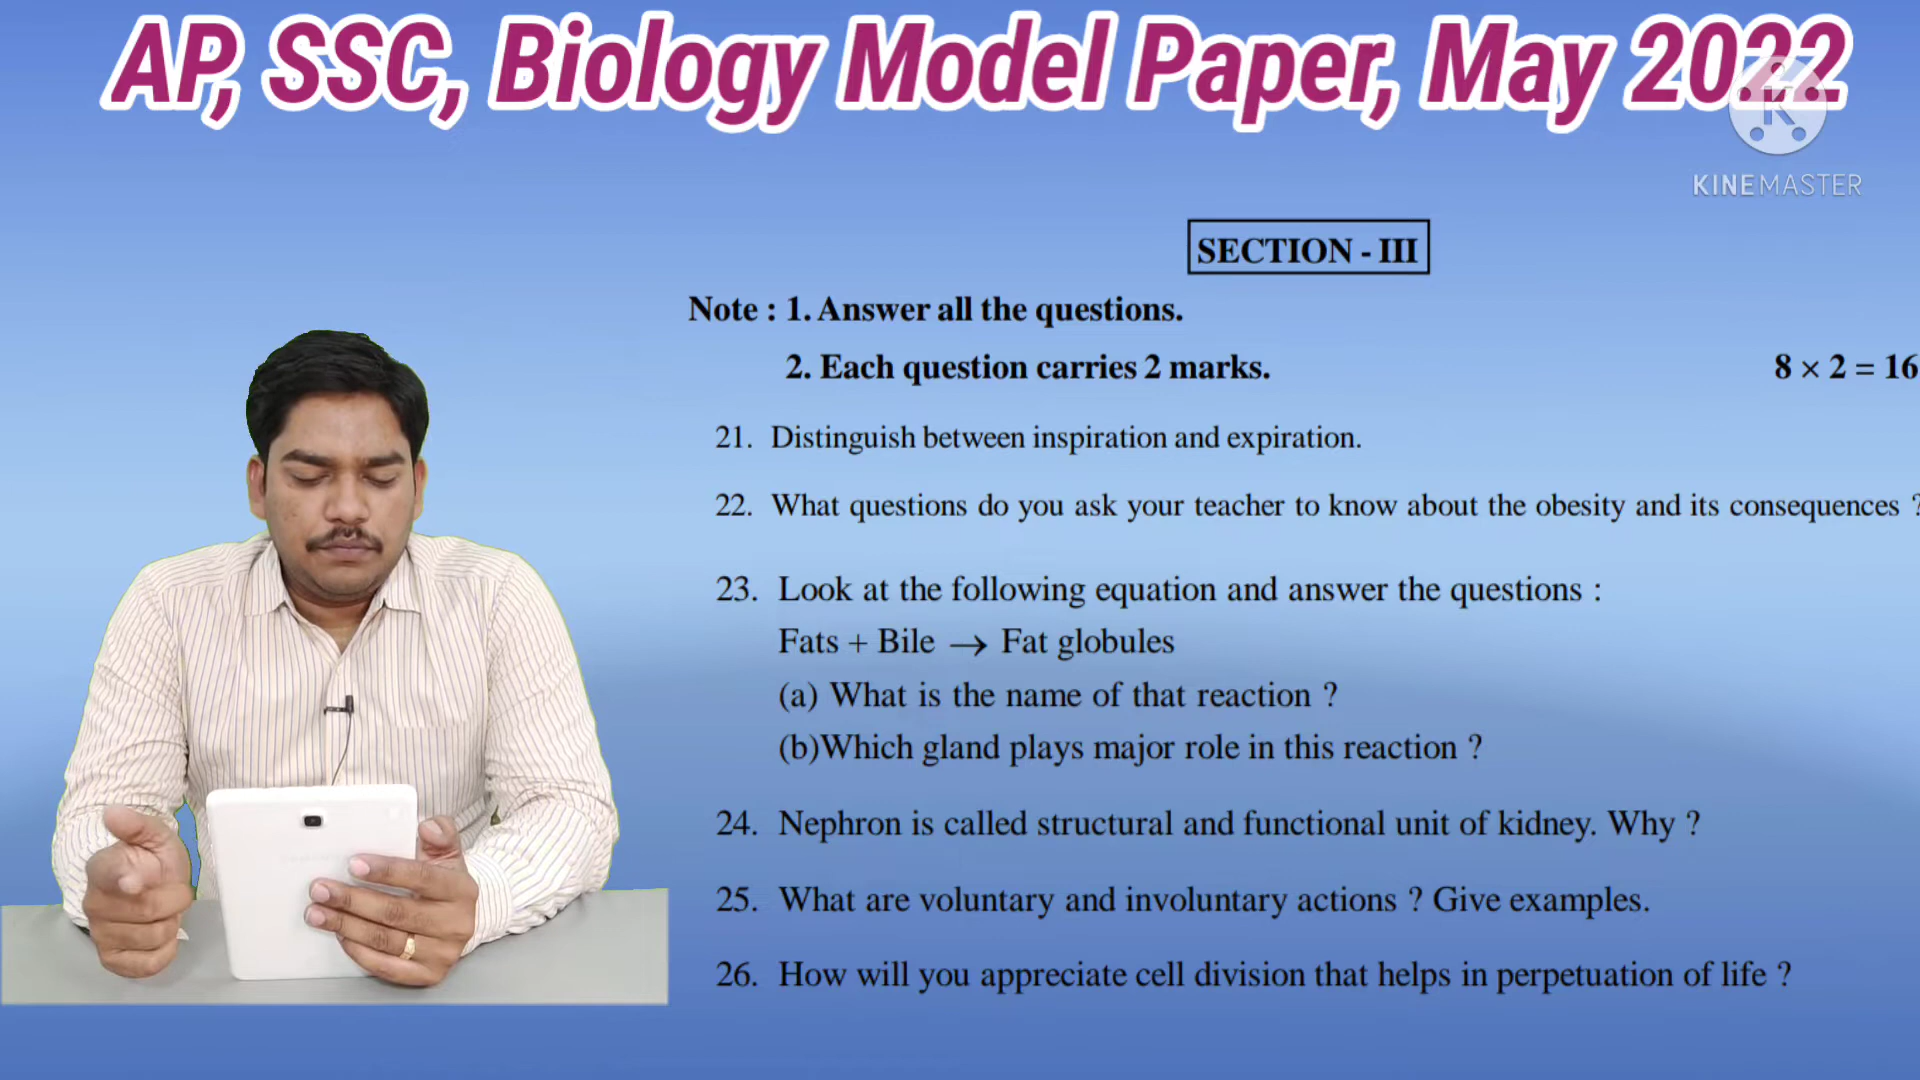 AP, SSC, Biology Model Paper, May 2022
K
KINEMASTER
SECTION - III
Note : 1. Answer all the questions.
2. Each question carries 2 marks. 8 × 2 = 16
21. Distinguish between inspiration and expiration.
22. What questions do you ask your teacher to know about the obesity and its consequences ?
23. Look at the following equation and answer the questions :
Fats + Bile → Fat globules
(a) What is the name of that reaction ?
(b)Which gland plays major role in this reaction ?
24. Nephron is called structural and functional unit of kidney. Why ?
25. What are voluntary and involuntary actions ? Give examples.
26. How will you appreciate cell division that helps in perpetuation of life ?